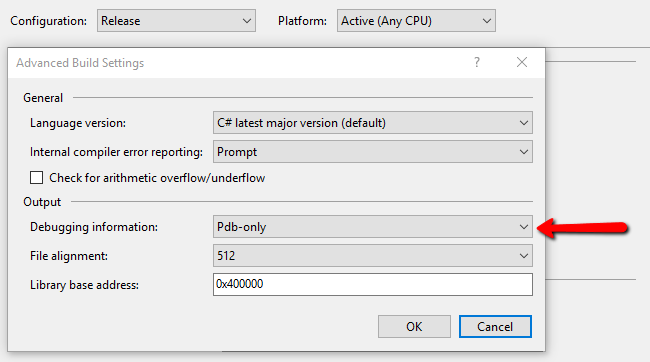 Configuration: Release Platform: Active (Any CPU)
Advanced Build Settings ?
General
Language version: C# latest major version (default)
Internal compiler error reporting: Prompt
Check for arithmetic overflow/underflow
Output
Debugging information: Pdb-only
File alignment: 512
Library base address: 0x400000
OK Cancel